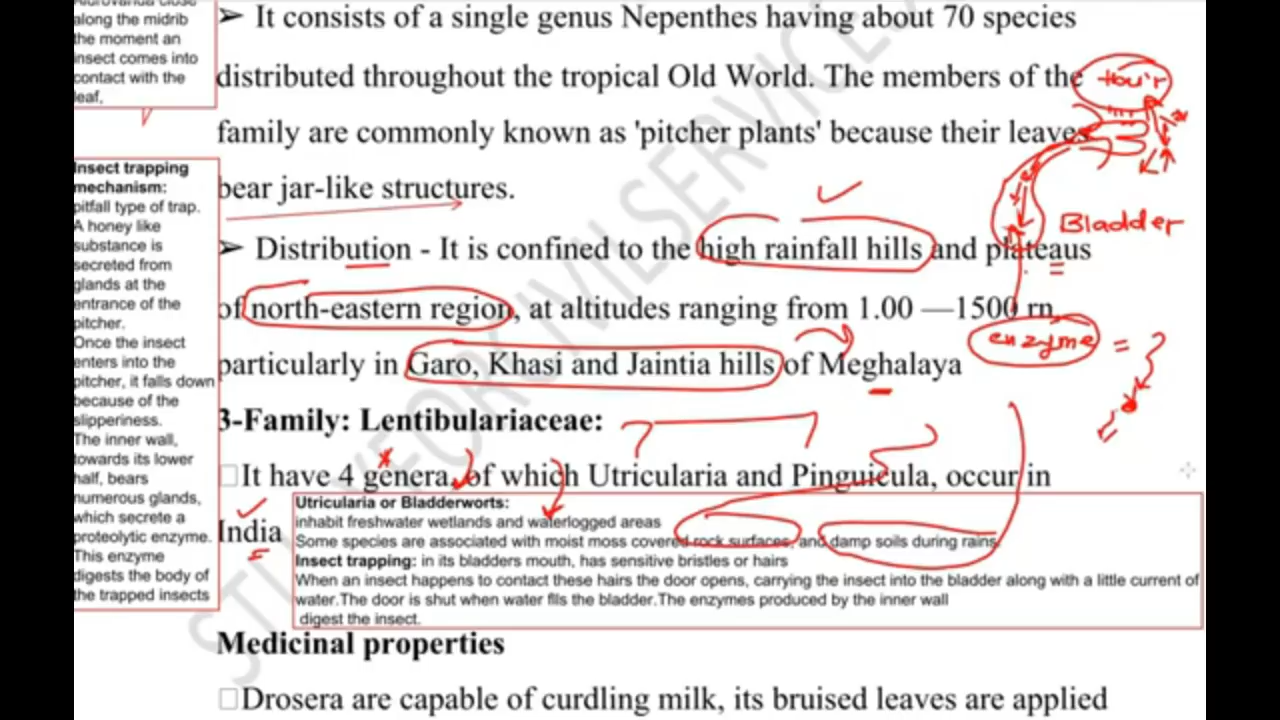 Aldrovanda close
along the midrib
the moment an
insect comes into
contact with the
leaf,
➢ It consists of a single genus Nepenthes having about 70 species
distributed throughout the tropical Old World. The members of the
family are commonly known as 'pitcher plants' because their leaves
bear jar-like structures.
Insect trapping
mechanism:
pitfall type of trap.
A honey like
substance is
secreted from
glands at the
entrance of the
pitcher.
Once the insect
enters into the
pitcher, it falls down
because of the
slipperiness.
The inner wall,
towards its lower
half, bears
numerous glands,
which secrete a
proteolytic enzyme.
This enzyme
digests the body of
the trapped insects
➢ Distribution - It is confined to the high rainfall hills and plateaus
of north-eastern region, at altitudes ranging from 1.00 —1500 rn
particularly in Garo, Khasi and Jaintia hills of Meghalaya
Bladder
enzyme =
3-Family: Lentibulariaceae:
It have 4 genera, of which Utricularia and Pinguicula, occur in
India
Utricularia or Bladderworts:
inhabit freshwater wetlands and waterlogged areas
Some species are associated with moist moss covered rock surfaces, and damp soils during rains
Insect trapping: in its bladders mouth, has sensitive bristles or hairs
When an insect happens to contact these hairs the door opens, carrying the insect into the bladder along with a little current of
water.The door is shut when water flls the bladder.The enzymes produced by the inner wall
digest the insect.
Medicinal properties
Drosera are capable of curdling milk, its bruised leaves are applied